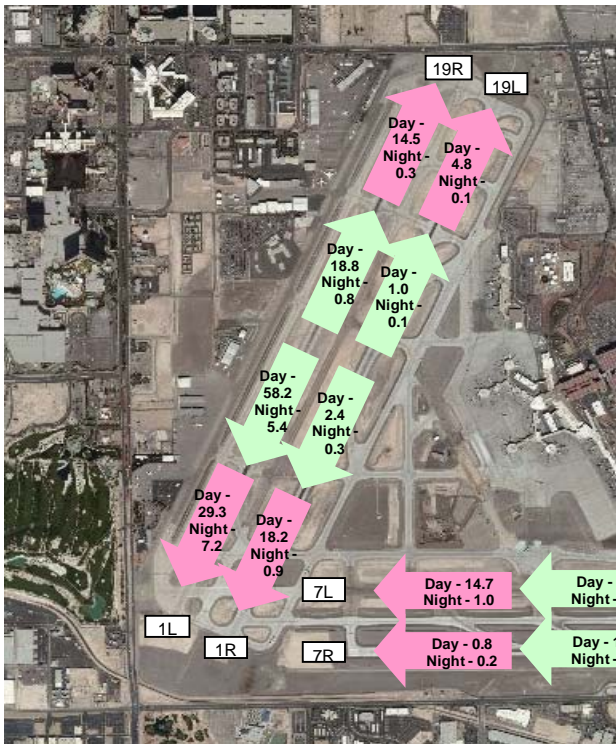 19R
19L
Day -
14.5
Night -
0.3
Day -
4.8
Night -
0.1
Day -
18.8
Night -
0.8
Day -
1.0
Night -
0.1
Day -
58.2
Night -
5.4
Day -
2.4
Night -
0.3
Day -
29.3
Night -
7.2
Day -
18.2
Night -
0.9
7L
Day - 14.7
Night - 1.0
Day -
Night -
1L
1R
7R
Day - 0.8
Night - 0.2
Day - 1
Night -